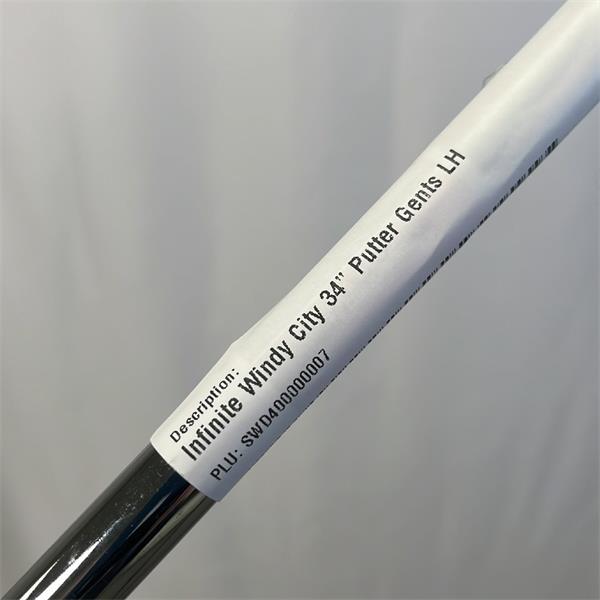 Description:
Infinite Windy City 34” Putter Gents LH
PLU: SWD400000007